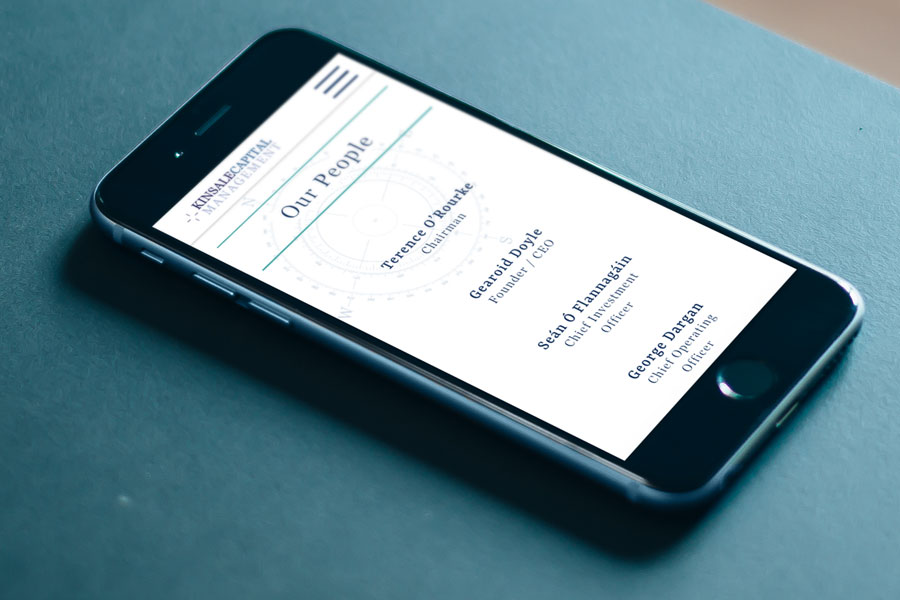 KINSALECAPITAL
MANAGEMENT
Our People
Terence O'Rourke
Chairman
Gearoid Doyle
Founder / CEO
Seán Ó Flannagáin
Chief Investment
Officer
George Dargan
Chief Operating
Officer
N
E
S
W